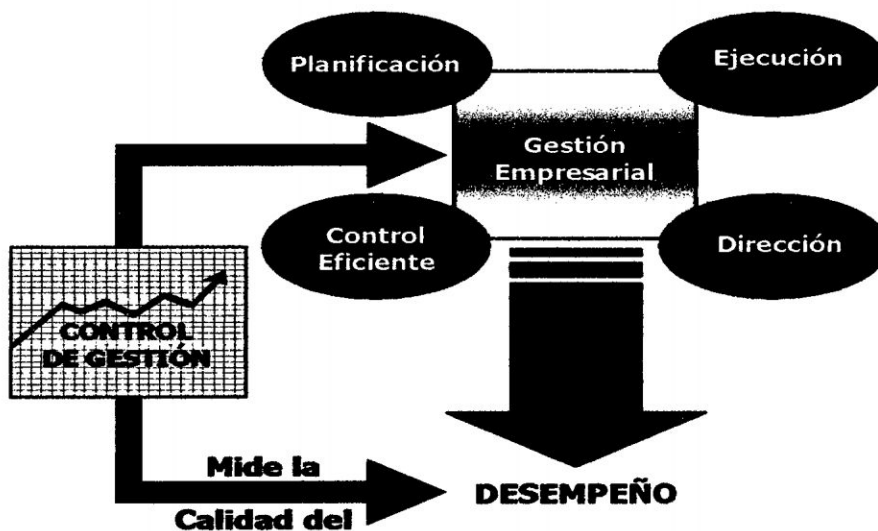 Planificación
Ejecución
Gestión
Empresarial
Control
Eficiente
Dirección
CONTROL
DE GESTIÓN
Mide la
Calidad del
DESEMPEÑO